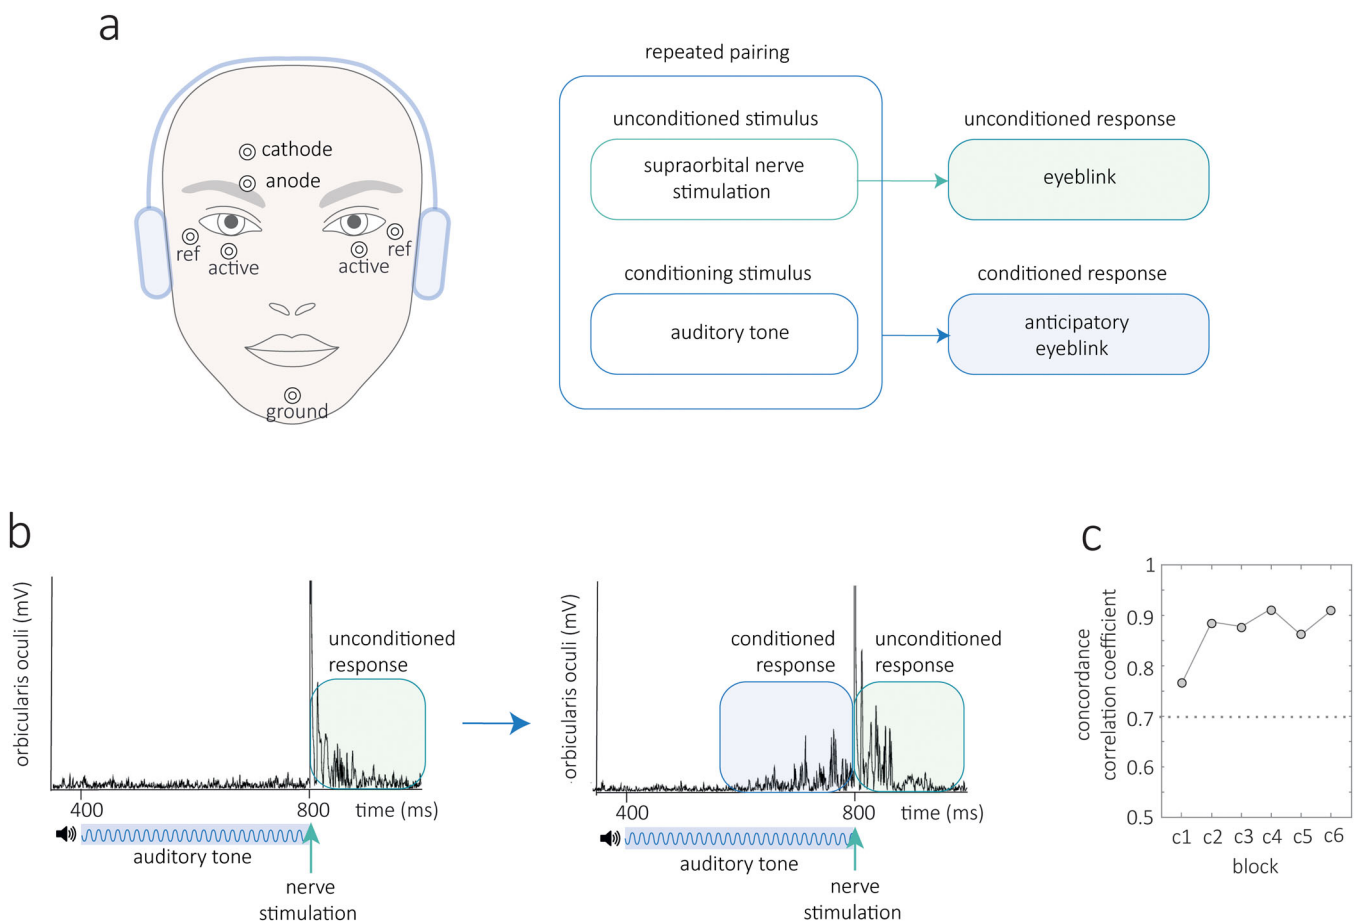 a
cathode
anode
ref
active
active
ref
ground
repeated pairing
unconditioned stimulus
supraorbital nerve
stimulation
conditioning stimulus
auditory tone
unconditioned response
eyeblink
conditioned response
anticipatory
eyeblink
b
orbicularis oculi (mV)
unconditioned
response
400
800
time (ms)
auditory tone
nerve
stimulation
orbicularis oculi (mV)
conditioned
response
unconditioned
response
400
800
time (ms)
auditory tone
nerve
stimulation
c
concordance
correlation coefficient
1
0.9
0.8
0.7
0.6
0.5
c1 c2 c3 c4 c5 c6
block